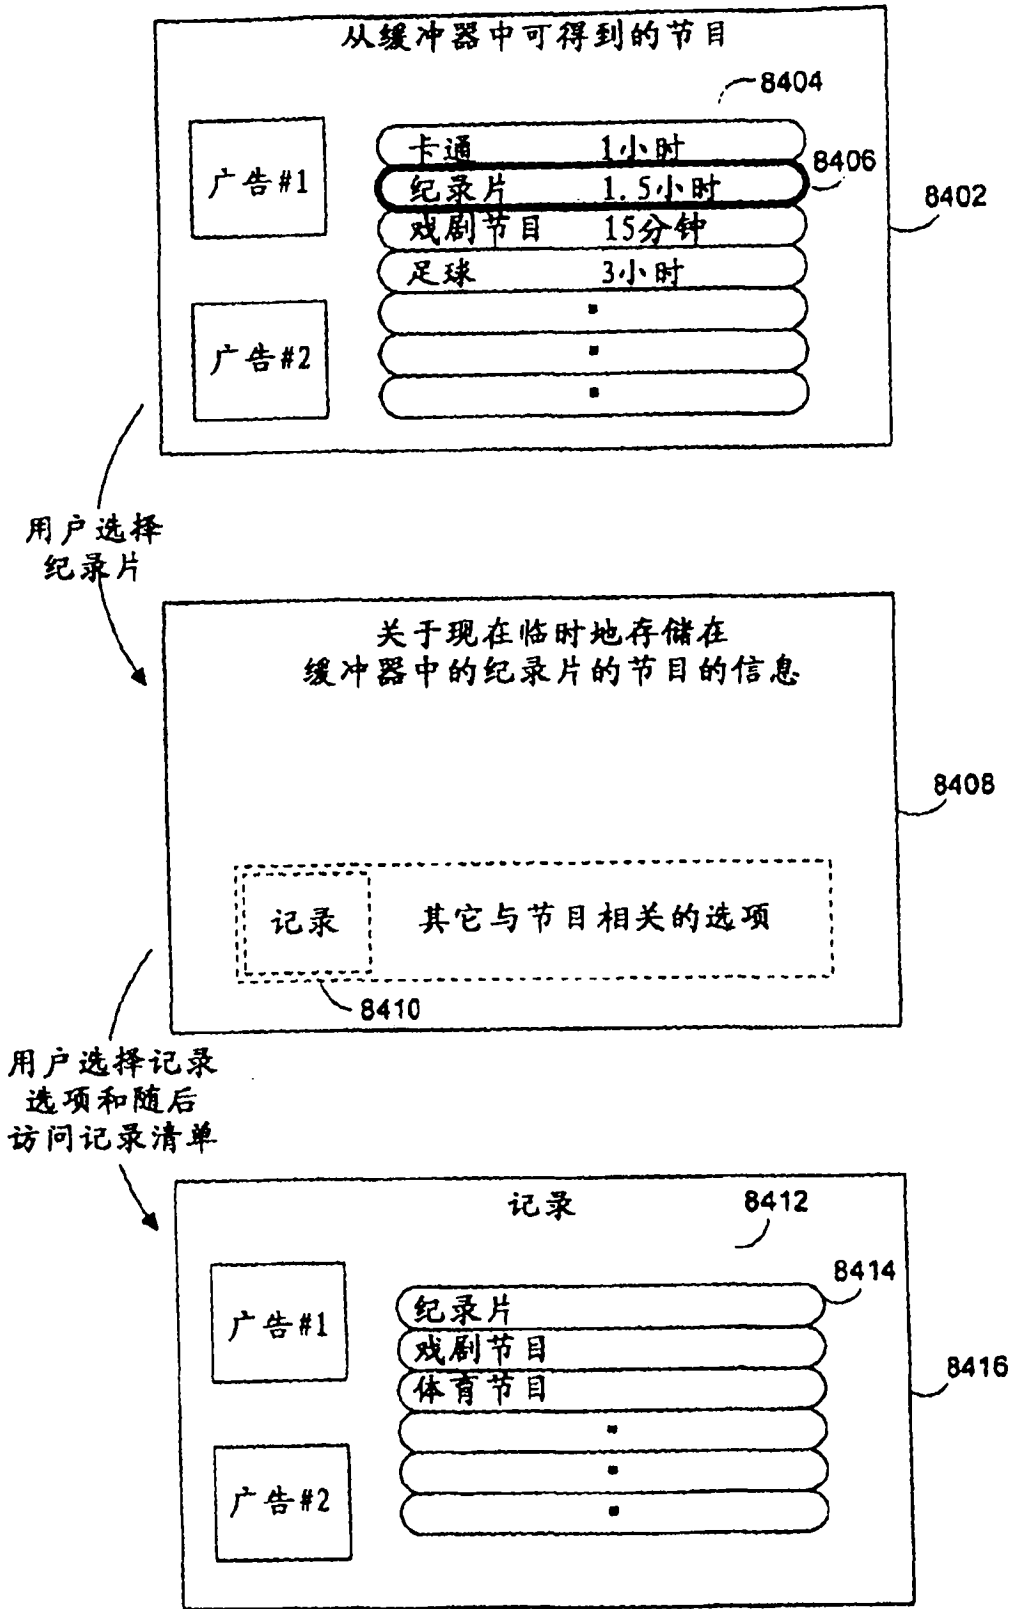 从缓冲器中可得到的节目
8404
广告#1
卡通 1小时
8406
纪录片 1.5小时
8402
戏剧节目 15分钟
足球 3小时
广告#2
用户选择
纪录片
关于现在临时地存储在
缓冲器中的纪录片的节目的信息
8408
记录
其它与节目相关的选项
8410
用户选择记录
选项和随后
访问记录清单
记录
8412
8414
广告#1
纪录片
戏剧节目
体育节目
8416
广告#2